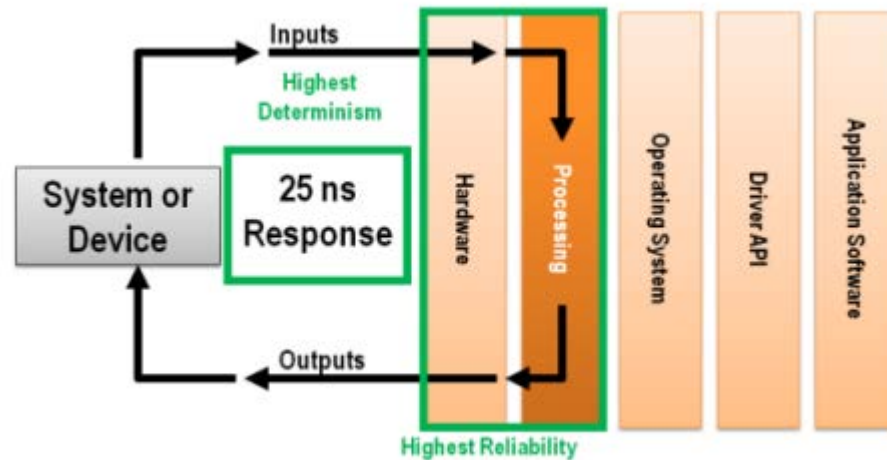 Inputs
Highest
Determinism
System or
Device
25 ns
Response
Hardware
Processing
Operating System
Driver API
Application Software
Outputs
Highest Reliability